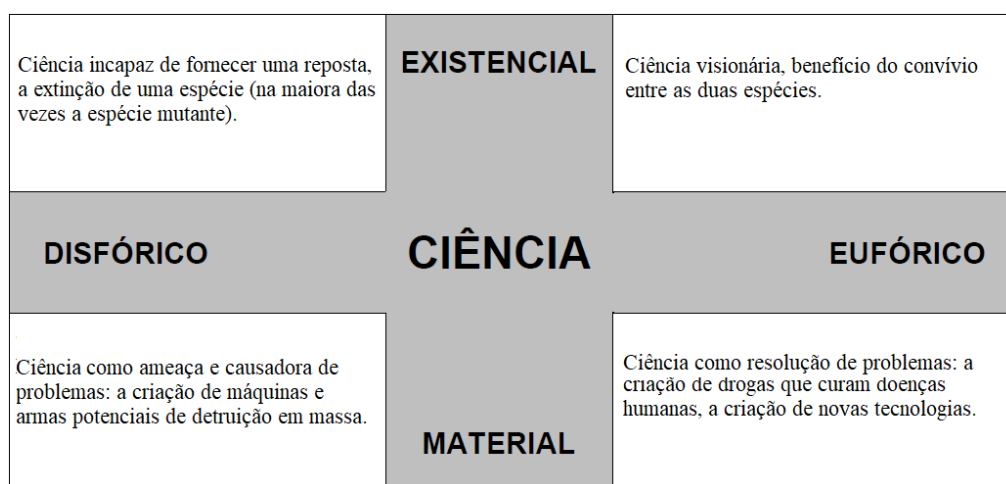 Ciência incapaz de fornecer uma reposta,
a extinção de uma espécie (na maiora das
vezes a espécie mutante).
EXISTENCIAL
Ciência visionária, benefício do convívio
entre as duas espécies.
DISFÓRICO
CIÊNCIA
EUFÓRICO
Ciência como ameaça e causadora de
problemas: a criação de máquinas e
armas potenciais de detruição em massa.
MATERIAL
Ciência como resolução de problemas: a
criação de drogas que curam doenças
humanas, a criação de novas tecnologias.